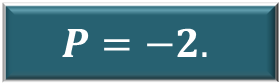 P = −2.